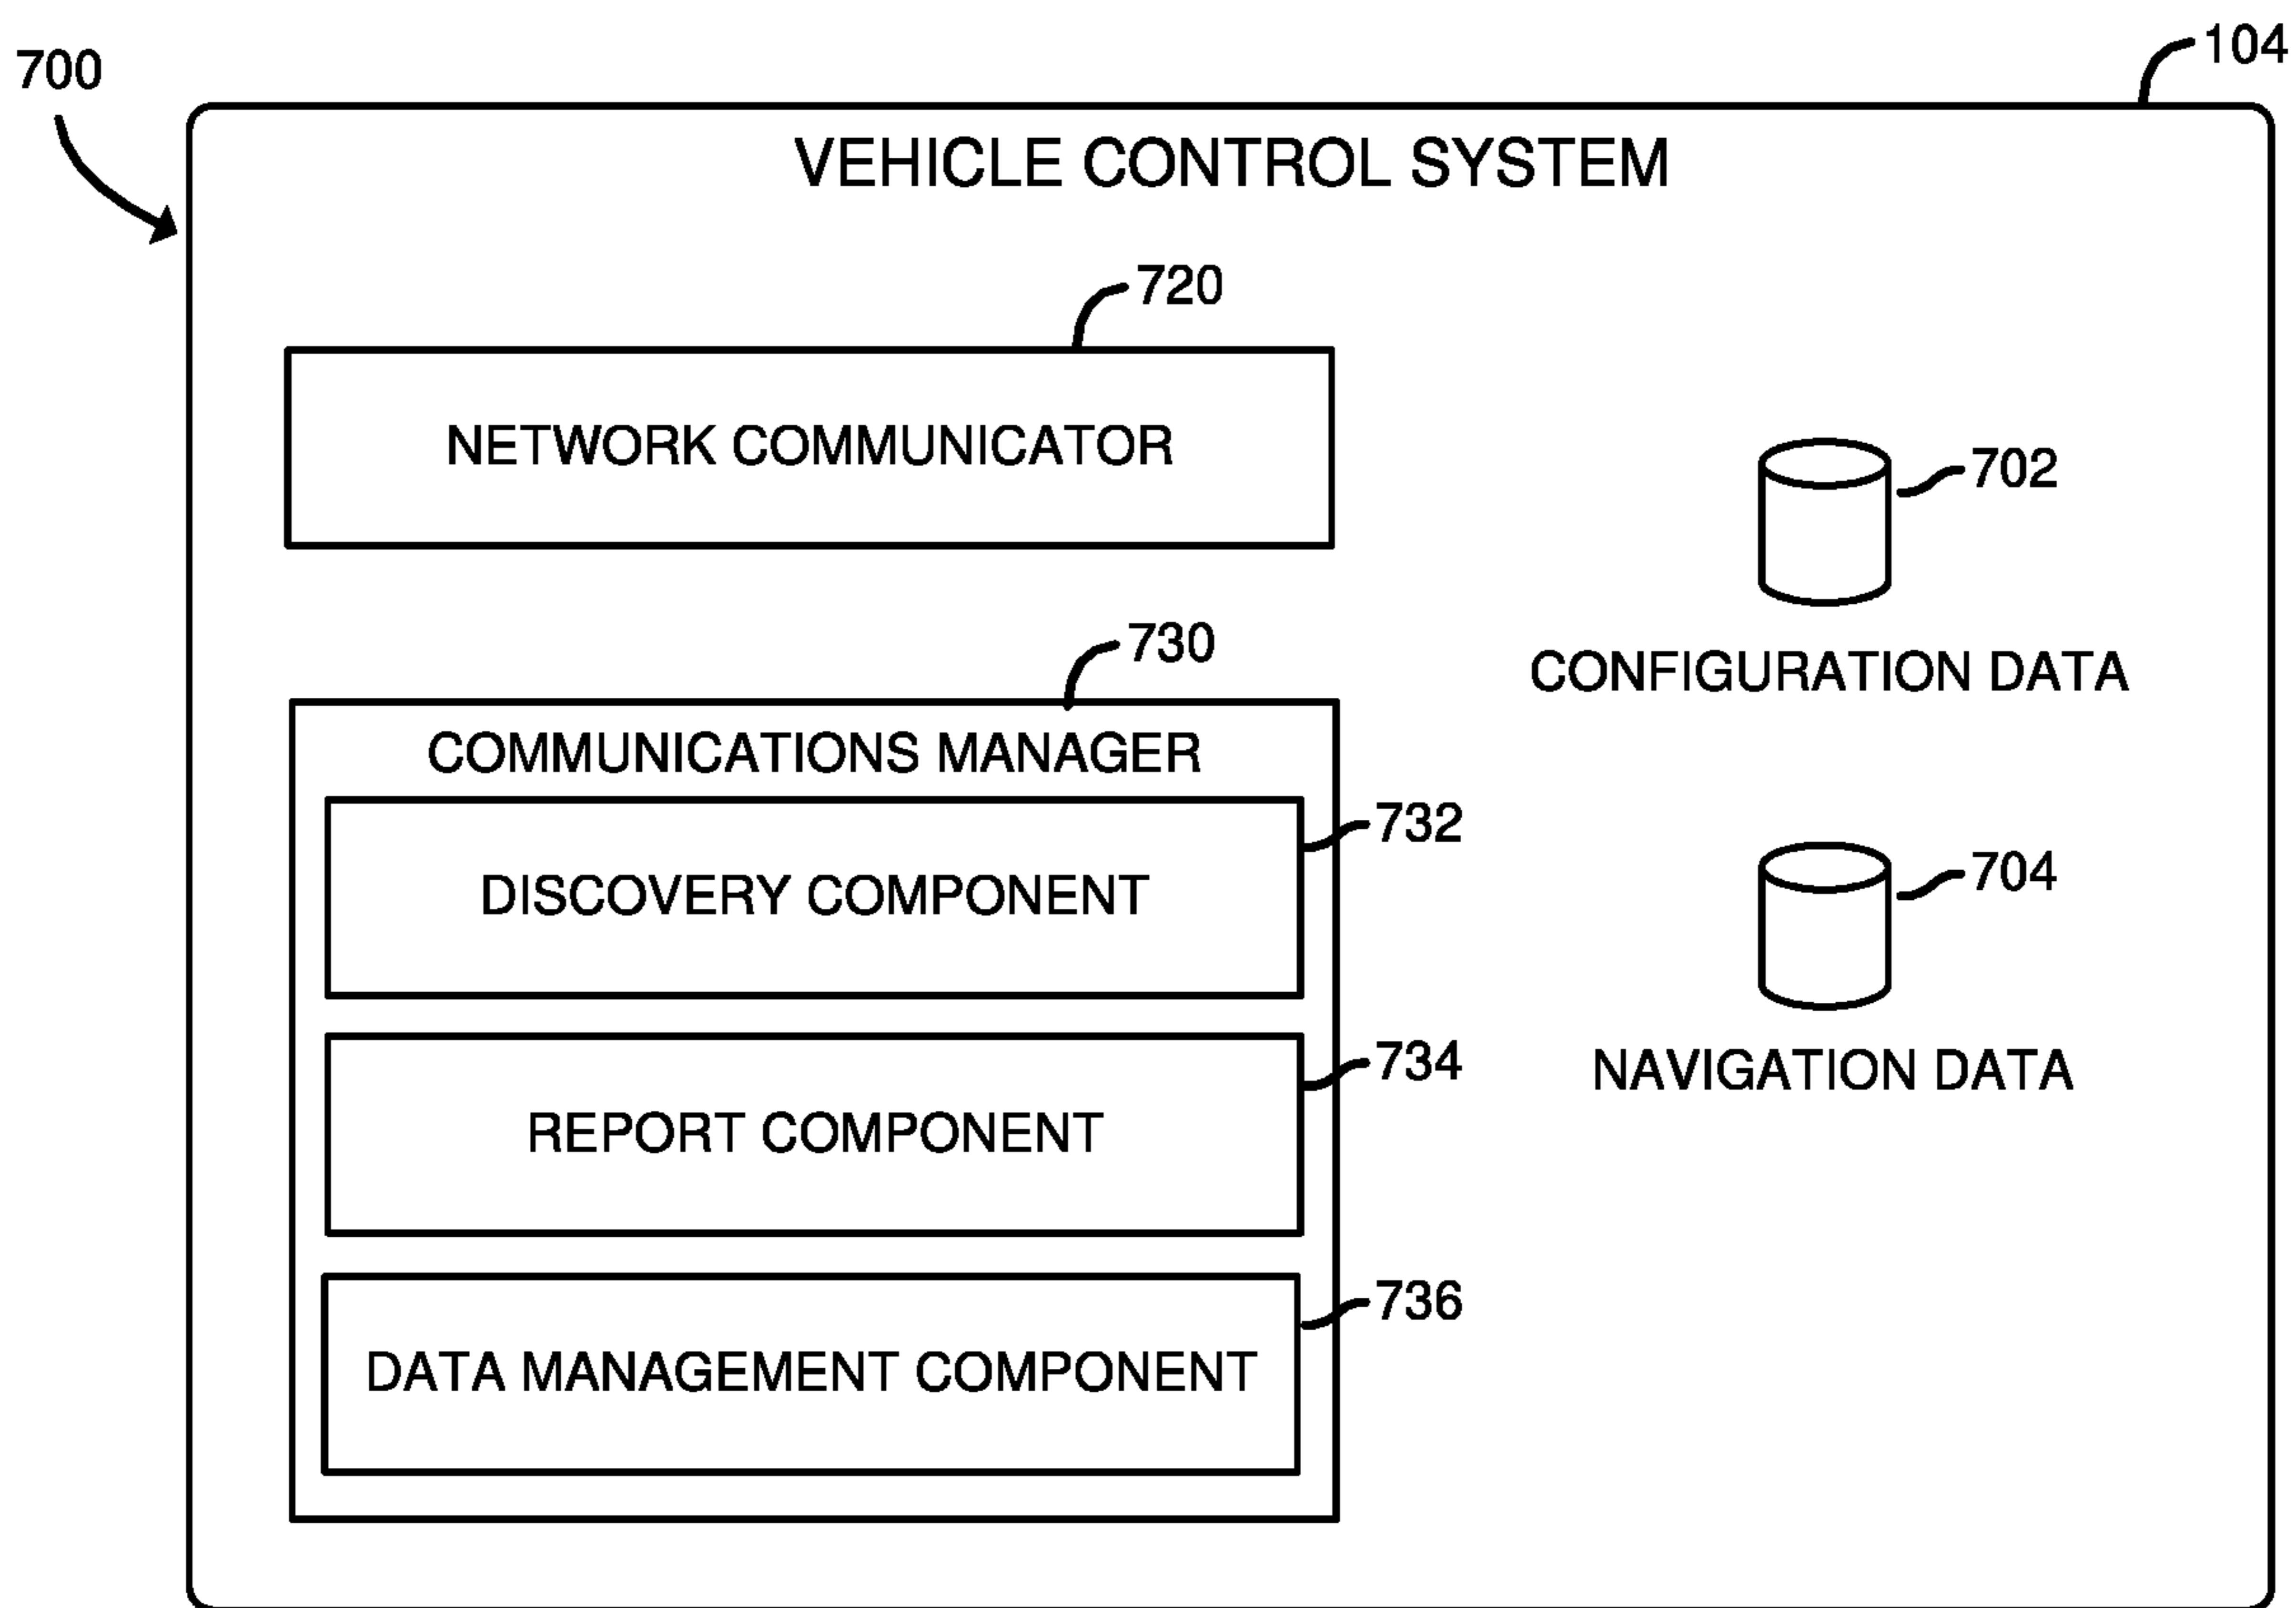 104
700
VEHICLE CONTROL SYSTEM
720
NETWORK COMMUNICATOR
702
CONFIGURATION DATA
730
COMMUNICATIONS MANAGER
732
DISCOVERY COMPONENT
704
734
NAVIGATION DATA
REPORT COMPONENT
736
DATA MANAGEMENT COMPONENT